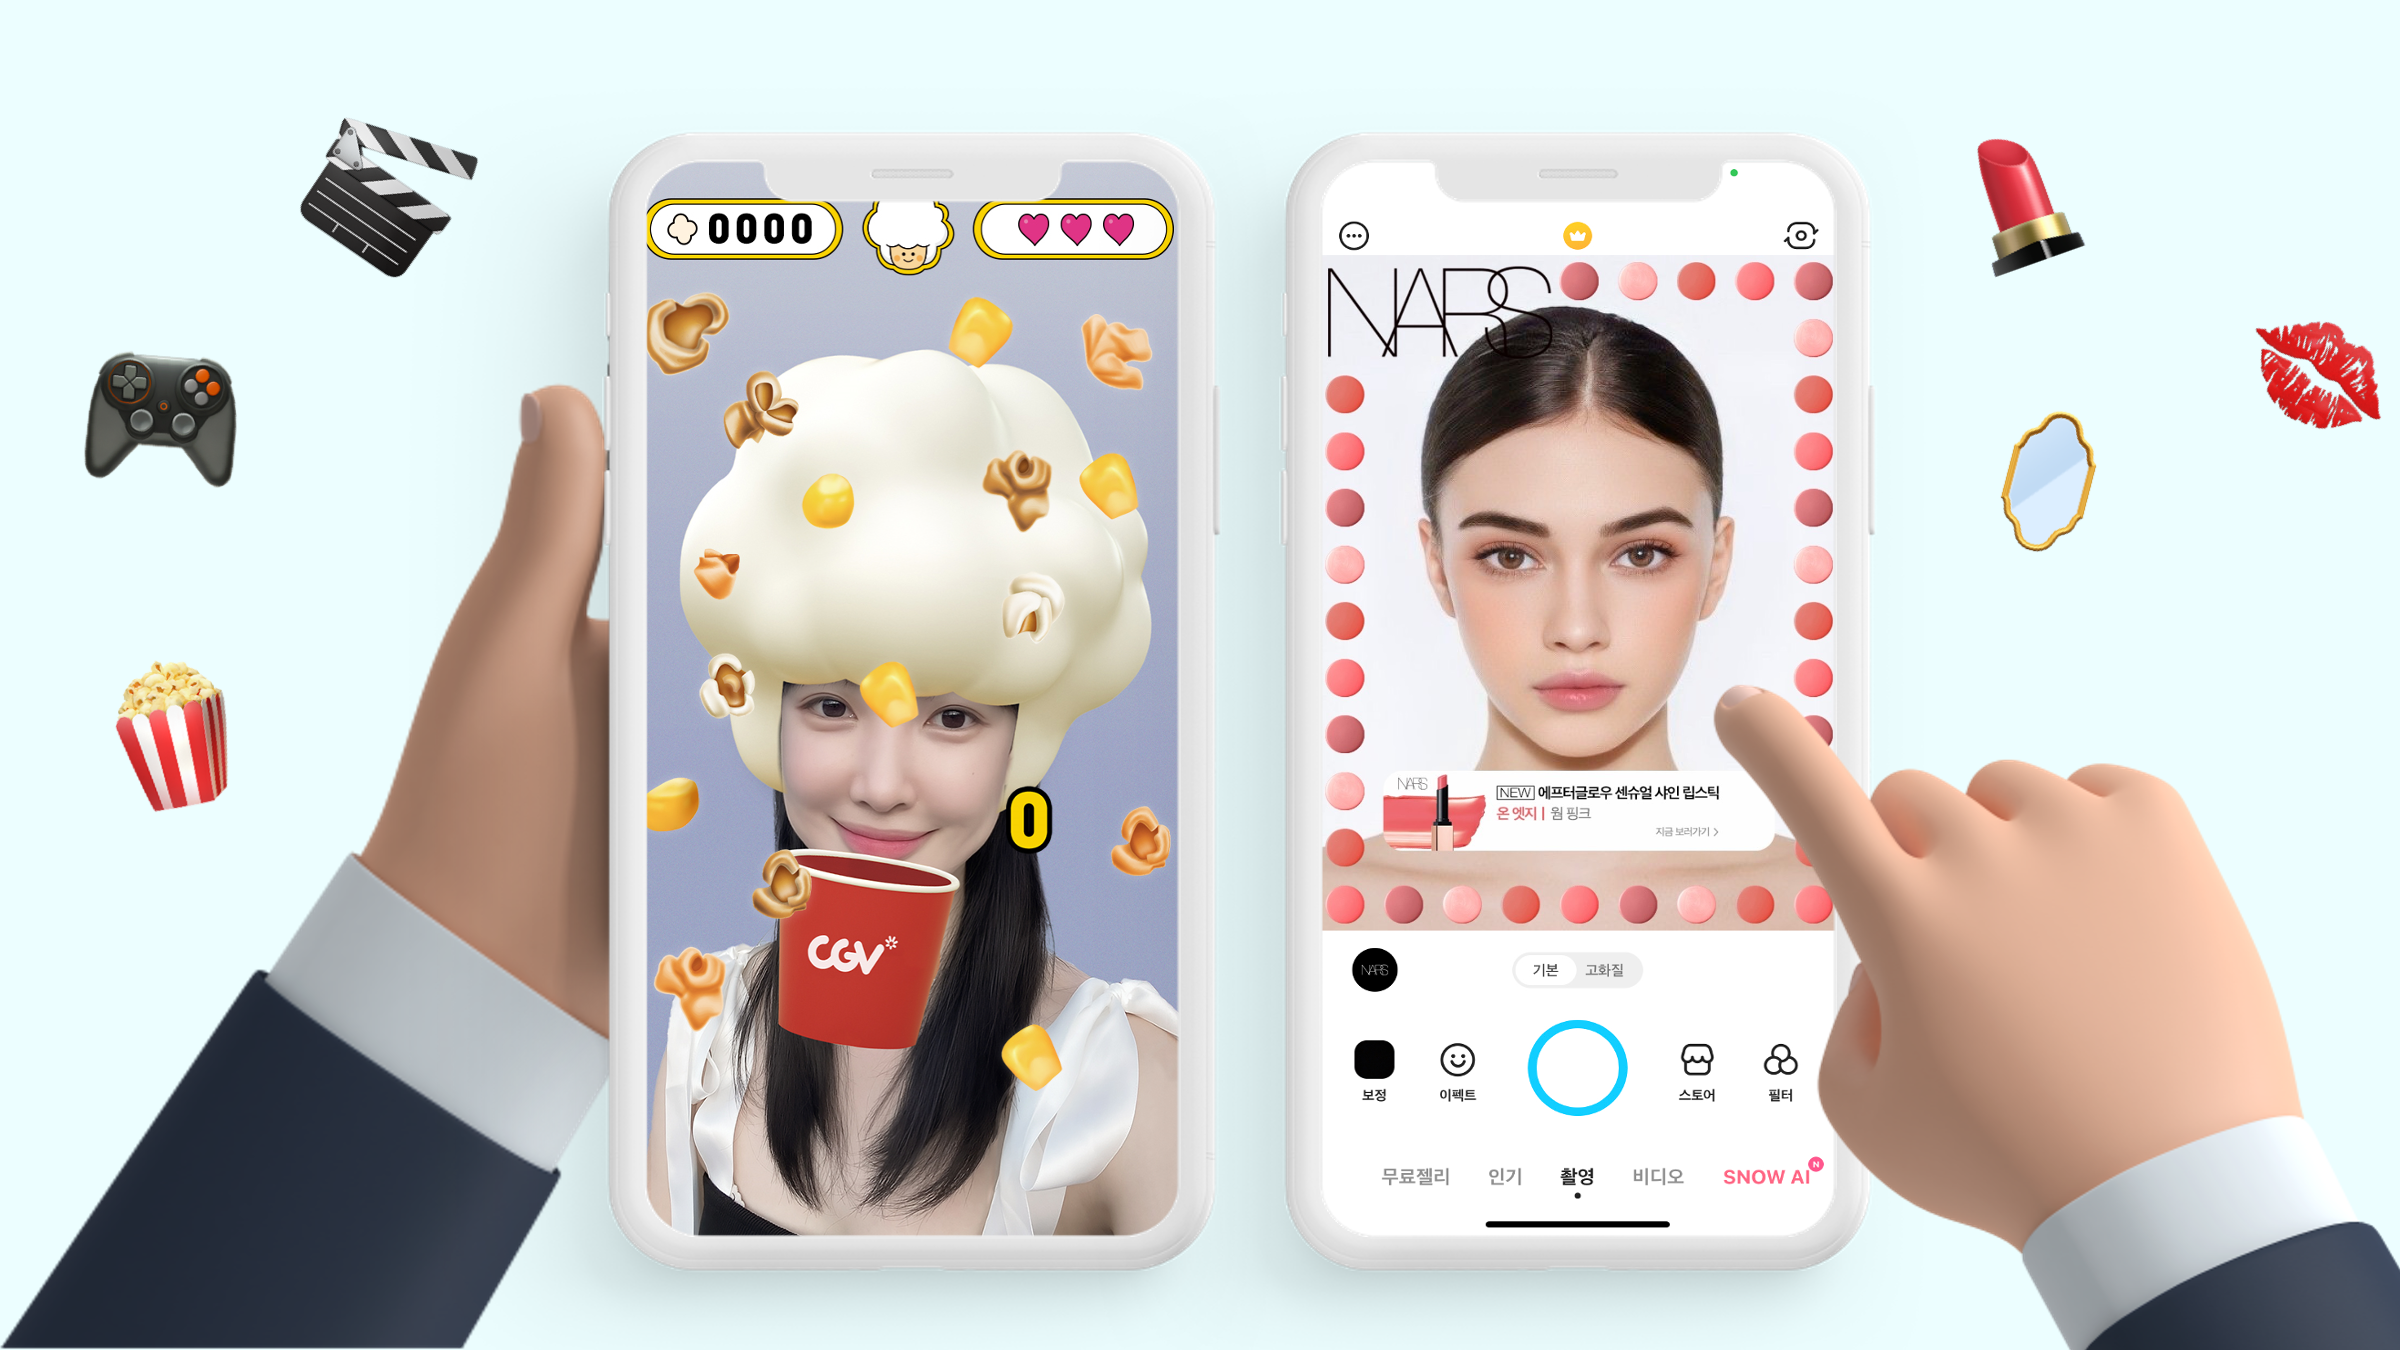 0000
0
CGV
NARS
NARS
NEW 에프터글로우 센슈얼 샤인 립스틱
온 엣지 | 웜 핑크
지금 보러가기 >
NARS
기본 고화질
보정 이펙트 스토어 필터
무료젤리 인기 촬영 비디오 SNOW AI N